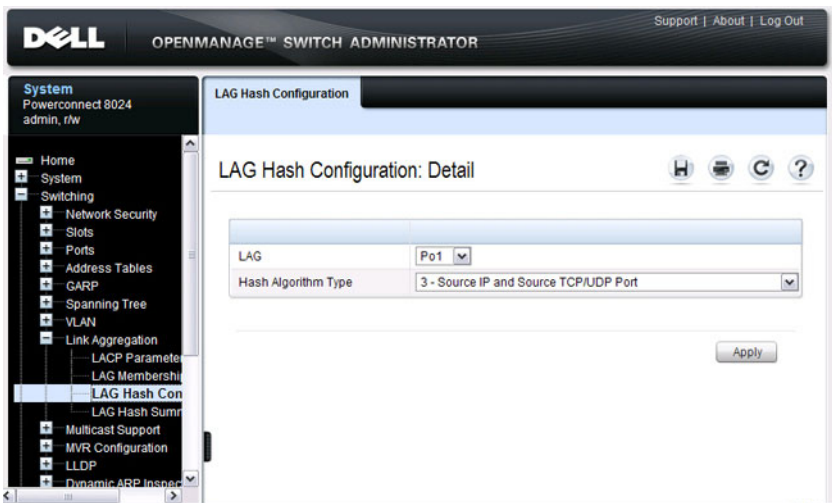 Support | About | Log Out
DELL
OPENMANAGE™ SWITCH ADMINISTRATOR
System
Powerconnect 8024
admin, r/w
LAG Hash Configuration
Home
System
Switching
Network Security
Slots
Ports
Address Tables
GARP
Spanning Tree
VLAN
Link Aggregation
LACP Parameter
LAG Membership
LAG Hash Con
LAG Hash Sum
Multicast Support
MVR Configuration
LLDP
Dynamic ARP Inspec
LAG Hash Configuration: Detail
LAG
Po1
Hash Algorithm Type
3 - Source IP and Source TCP/UDP Port
Apply